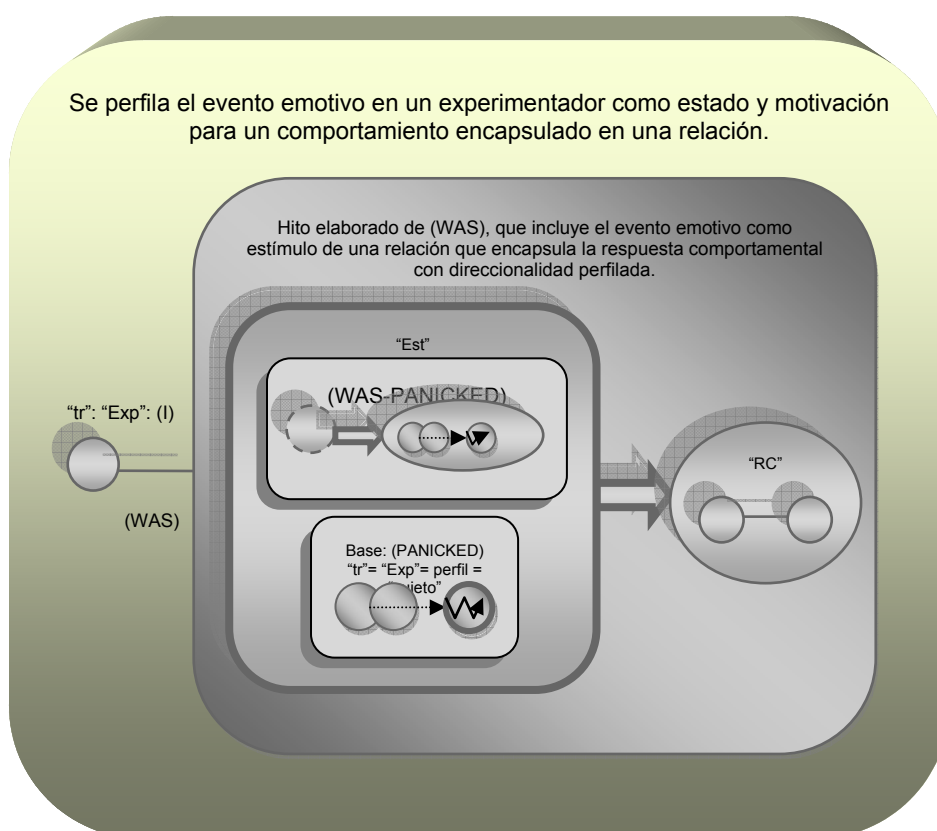 Se perfila el evento emotivo en un experimentador como estado y motivación
para un comportamiento encapsulado en una relación.
Hito elaborado de (WAS), que incluye el evento emotivo como
estímulo de una relación que encapsula la respuesta comportamental
con direccionalidad perfilada.
“Est”
(WAS-PANICKED)
“tr”: “Exp”: (I)
(WAS)
“RC”
Base: (PANICKED)
“tr”= “Exp”= perfil =